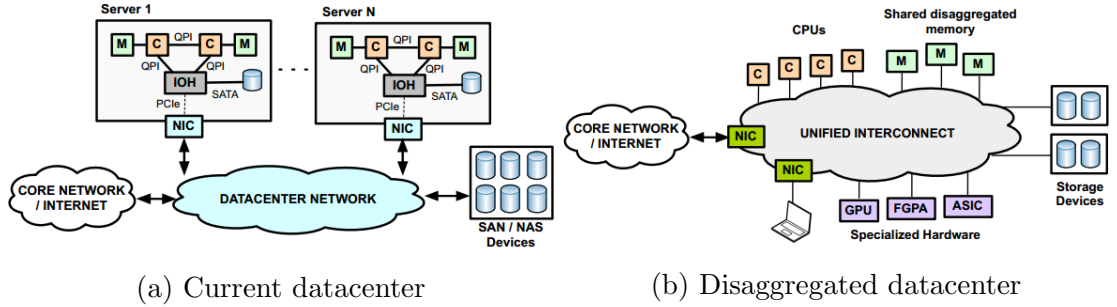 Server 1
Server N
M
C
QPI
C
M
QPI
QPI
IOH
SATA
PCIe
NIC
M
C
QPI
C
M
QPI
QPI
IOH
SATA
PCIe
NIC
CORE NETWORK
/ INTERNET
DATACENTER NETWORK
SAN / NAS
Devices
(a) Current datacenter
CPUs
Shared disaggregated
memory
C
C
C
C
M
M
M
CORE NETWORK
/ INTERNET
NIC
UNIFIED INTERCONNECT
NIC
GPU
FGPA
ASIC
Storage
Devices
Specialized Hardware
(b) Disaggregated datacenter